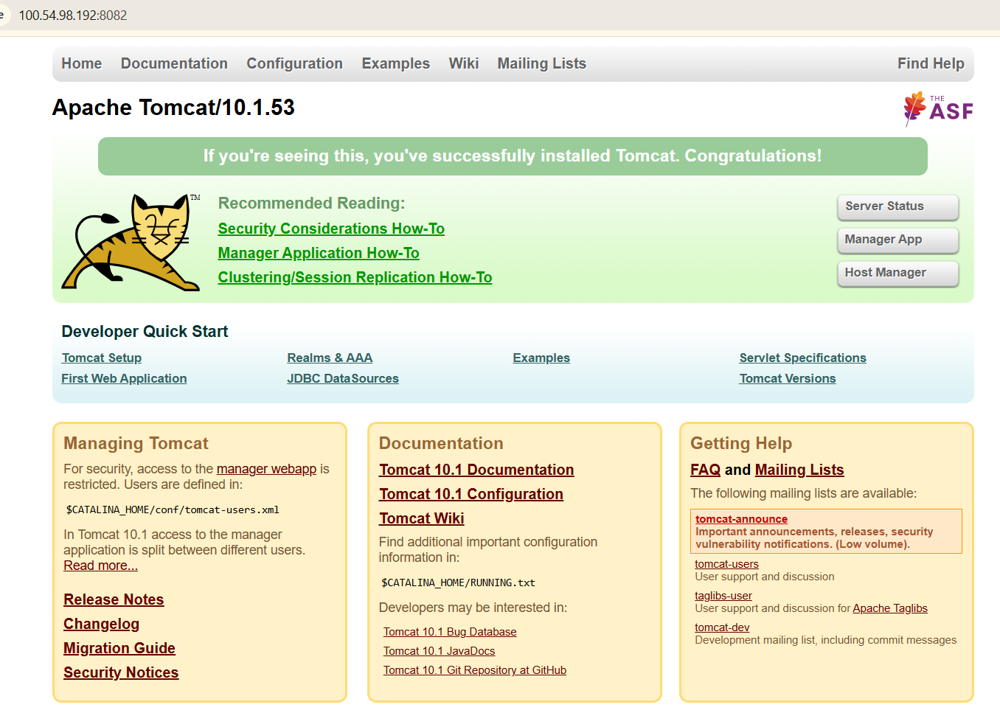 e 100.54.98.192:8082
Home Documentation Configuration Examples Wiki Mailing Lists Find Help
Apache Tomcat/10.1.53
THE
ASF
If you're seeing this, you've successfully installed Tomcat. Congratulations!
TM
Recommended Reading:
Security Considerations How-To
Manager Application How-To
Clustering/Session Replication How-To
Server Status
Manager App
Host Manager
Developer Quick Start
Tomcat Setup
First Web Application
Realms & AAA
JDBC DataSources
Examples
Servlet Specifications
Tomcat Versions
Managing Tomcat
For security, access to the manager webapp is
restricted. Users are defined in:
$CATALINA_HOME/conf/tomcat-users.xml
In Tomcat 10.1 access to the manager
application is split between different users.
Read more...
Release Notes
Changelog
Migration Guide
Security Notices
Documentation
Tomcat 10.1 Documentation
Tomcat 10.1 Configuration
Tomcat Wiki
Find additional important configuration
information in:
$CATALINA_HOME/RUNNING.txt
Developers may be interested in:
Tomcat 10.1 Bug Database
Tomcat 10.1 JavaDocs
Tomcat 10.1 Git Repository at GitHub
Getting Help
FAQ and Mailing Lists
The following mailing lists are available:
tomcat-announce
Important announcements, releases, security
vulnerability notifications. (Low volume).
tomcat-users
User support and discussion
taglibs-user
User support and discussion for Apache Taglibs
tomcat-dev
Development mailing list, including commit messages